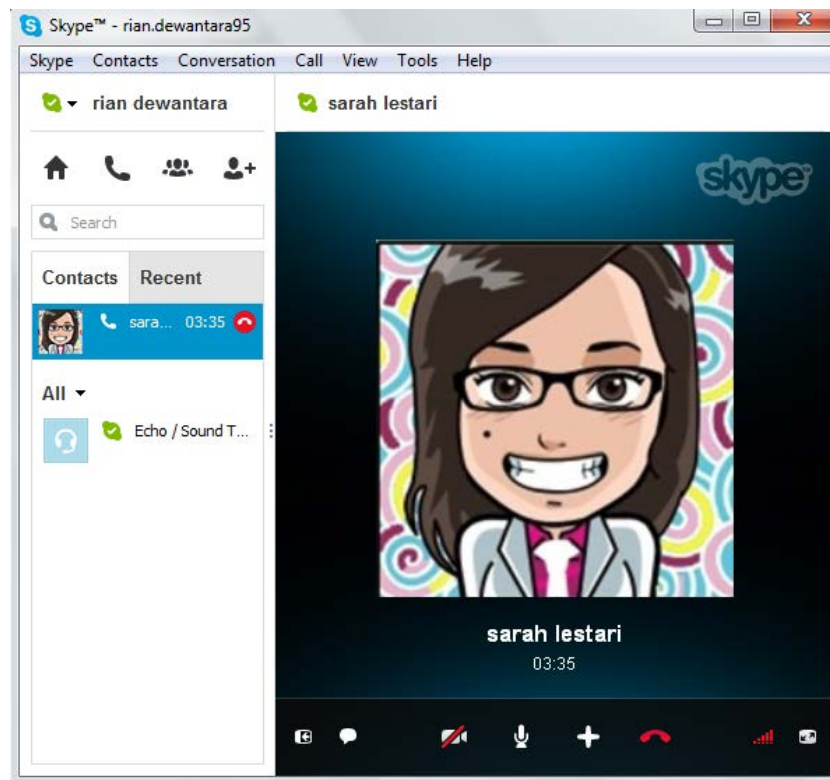 Skype™ - rian.dewantara95
Skype Contacts Conversation Call View Tools Help
rian dewantara
sarah lestari
Search
Contacts Recent
sara... 03:35
All
Echo / Sound T...
skype
sarah lestari
03:35